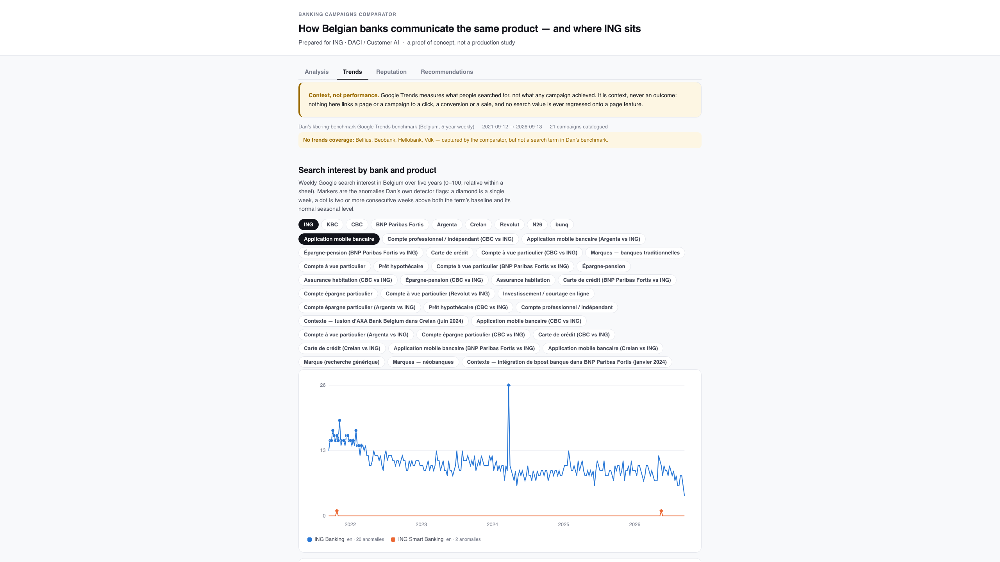 BANKING CAMPAIGNS COMPARATOR
How Belgian banks communicate the same product — and where ING sits
Prepared for ING · DACI / Customer AI · a proof of concept, not a production study
Analysis Trends Reputation Recommendations
Context, not performance. Google Trends measures what people searched for, not what any campaign achieved. It is context, never an outcome:
nothing here links a page or a campaign to a click, a conversion or a sale, and no search value is ever regressed onto a page feature.
Dan's kbc-ing-benchmark Google Trends benchmark (Belgium, 5-year weekly) 2021-09-12 → 2026-09-13 21 campaigns catalogued
No trends coverage: Belfius, Beobank, Hellobank, Vdk — captured by the comparator, but not a search term in Dan’s benchmark.
Search interest by bank and product
Weekly Google search interest in Belgium over five years (0–100, relative within a
sheet). Markers are the anomalies Dan’s own detector flags: a diamond is a single
week, a dot is two or more consecutive weeks above both the term’s baseline and its
normal seasonal level.
ING KBC CBC BNP Paribas Fortis Argenta Crelan Revolut N26 bunq
Application mobile bancaire Compte professionnel / indépendant (CBC vs ING) Application mobile bancaire (Argenta vs ING)
Épargne-pension (BNP Paribas Fortis vs ING) Carte de crédit Compte à vue particulier (CBC vs ING) Marques — banques traditionnelles
Compte à vue particulier Prêt hypothécaire Compte à vue particulier (BNP Paribas Fortis vs ING) Épargne-pension
Assurance habitation (CBC vs ING) Épargne-pension (CBC vs ING) Assurance habitation Carte de crédit (BNP Paribas Fortis vs ING)
Compte épargne particulier Compte à vue particulier (Revolut vs ING) Investissement / courtage en ligne
Compte épargne particulier (Argenta vs ING) Prêt hypothécaire (CBC vs ING) Compte professionnel / indépendant
Contexte — fusion d'AXA Bank Belgium dans Crelan (juin 2024) Application mobile bancaire (CBC vs ING)
Compte à vue particulier (Argenta vs ING) Compte épargne particulier (CBC vs ING) Carte de crédit (CBC vs ING)
Carte de crédit (Crelan vs ING) Application mobile bancaire (BNP Paribas Fortis vs ING) Application mobile bancaire (Crelan vs ING)
Marque (recherche générique) Marques — néobanques Contexte — intégration de bpost banque dans BNP Paribas Fortis (janvier 2024)
26
13
0
2022 2023 2024 2025 2026
ING Banking en · 20 anomalies ING Smart Banking en · 2 anomalies